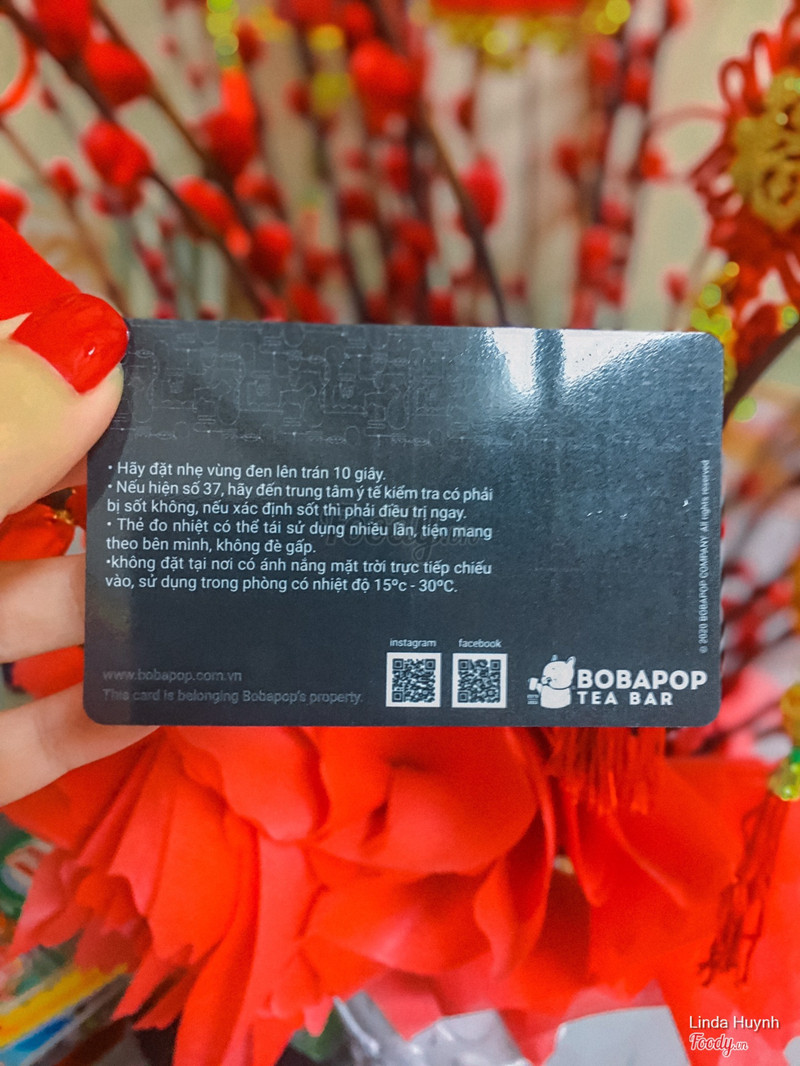 • Hãy đặt nhẹ vùng đen lên trán 10 giây.
• Nếu hiện số 37, hãy đến trung tâm ý tế kiểm tra có phải
bị sốt không, nếu xác định sốt thì phải điều trị ngay.
• Thẻ đo nhiệt có thể tái sử dụng nhiều lần, tiện mang
theo bên mình, không đè gấp.
•không đặt tại nơi có ánh nắng mặt trời trực tiếp chiếu
vào, sử dụng trong phòng có nhiệt độ 15ºc - 30ºC.
© 2020 BOBAPOP COMPANY All rights reserved
instagram facebook
www.bobapop.com.vn
This card is belonging Bobapop's property.
BOBAPOP
TEA BAR
Foody.vn
Linda Huynh
Foody.vn